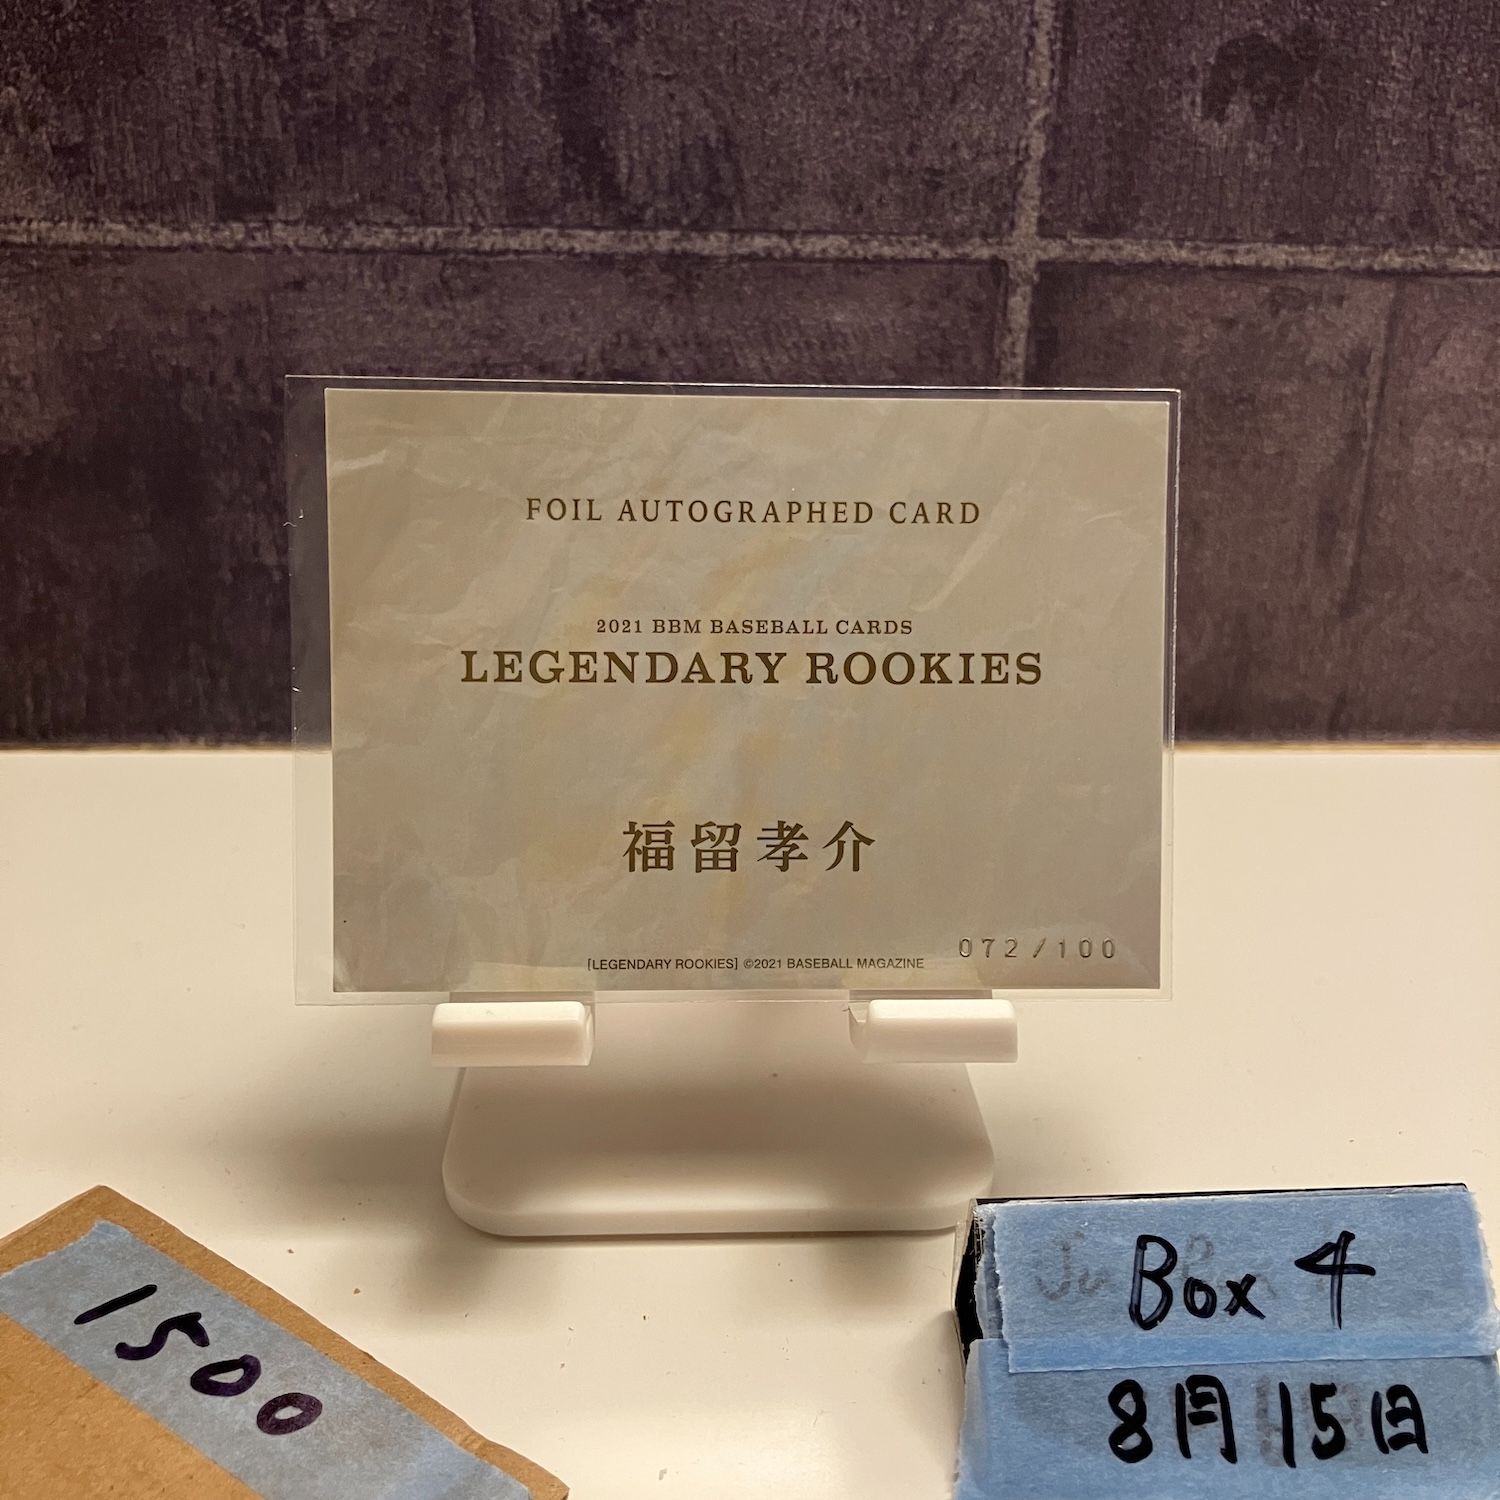 FOIL AUTOGRAPHED CARD
2021 BBM BASEBALL CARDS
LEGENDARY ROOKIES
福留孝介
072/100
[LEGENDARY ROOKIES] ©2021 BASEBALL MAGAZINE
1500
Box 4
8月15日